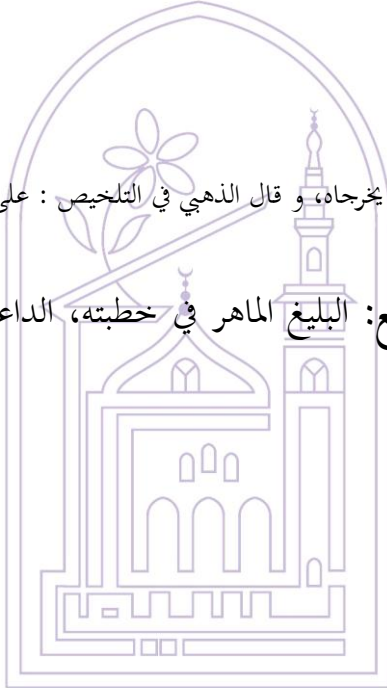 يخرجاه، و قال الذهبي في التلخيص : على
ع: البليغ الماهر في خطبته، الداع